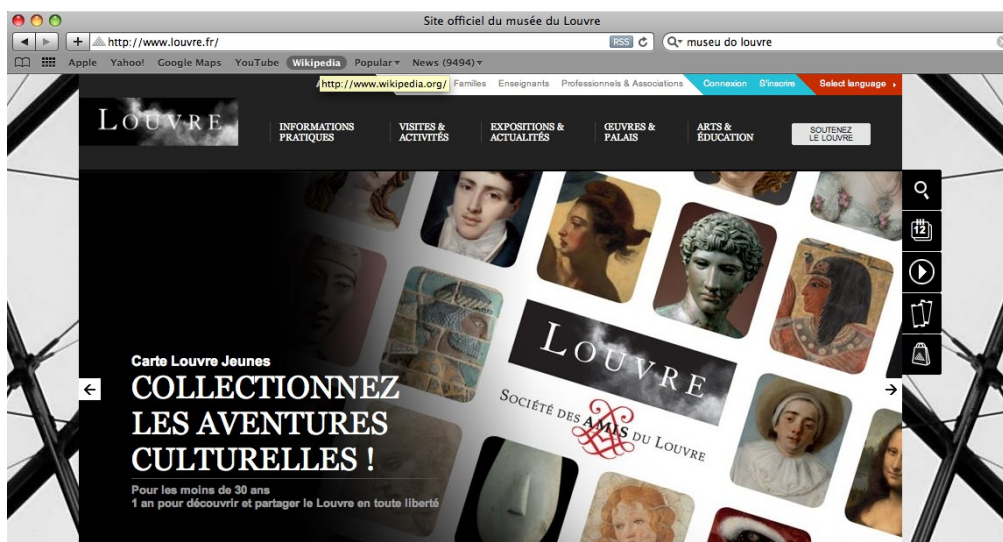 Site officiel du musée du Louvre
http://www.louvre.fr/ RSS museu do louvre
Apple Yahoo! Google Maps YouTube Wikipedia Popular News (9494)
http://www.wikipedia.org/ Familles Enseignants Professionnels & Associations Connexion S'inscrire Select language
LOUVRE
INFORMATIONS
PRATIQUES
VISITES &
ACTIVITÉS
EXPOSITIONS &
ACTUALITÉS
ŒUVRES &
PALAIS
ARTS &
ÉDUCATION
SOUTENEZ
LE LOUVRE
12
LOUVRE
SOCIÉTÉ DES AMIS DU LOUVRE
Carte Louvre Jeunes
COLLECTIONNEZ
LES AVENTURES
CULTURELLES !
Pour les moins de 30 ans
1 an pour découvrir et partager le Louvre en toute liberté